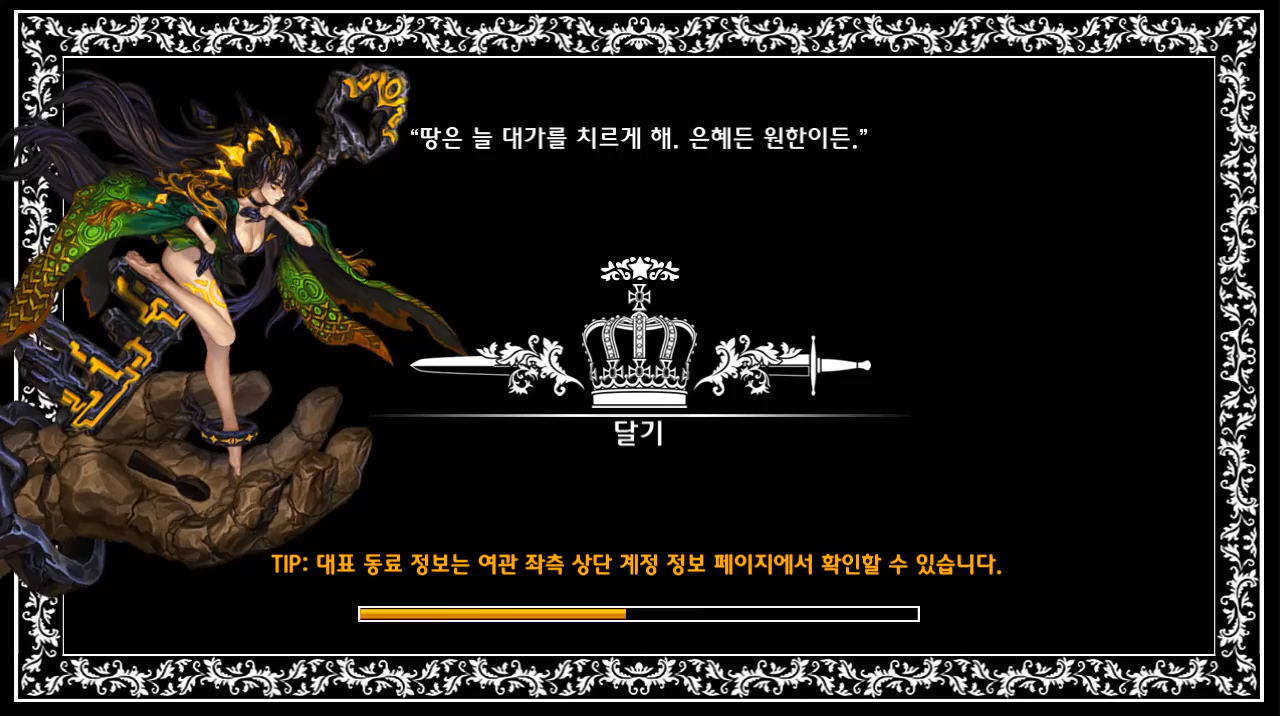 “땅은 늘 대가를 치르게 해. 은혜든 원한이든.”
달기
TIP: 대표 동료 정보는 여관 좌측 상단 계정 정보 페이지에서 확인할 수 있습니다.